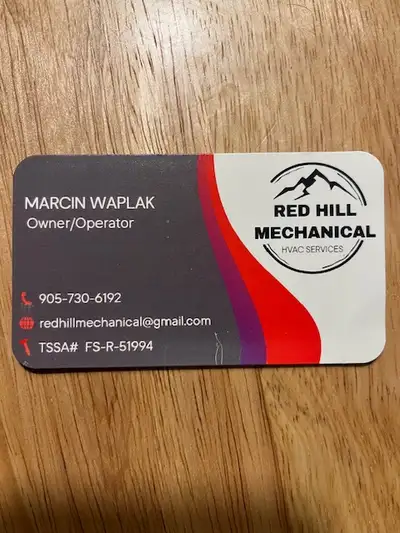 MARCIN WAPLAK
Owner/Operator
905-730-6192
redhillmechanical@gmail.com
TSSA# FS-R-51994
RED HILL
MECHANICAL
HVAC SERVICES